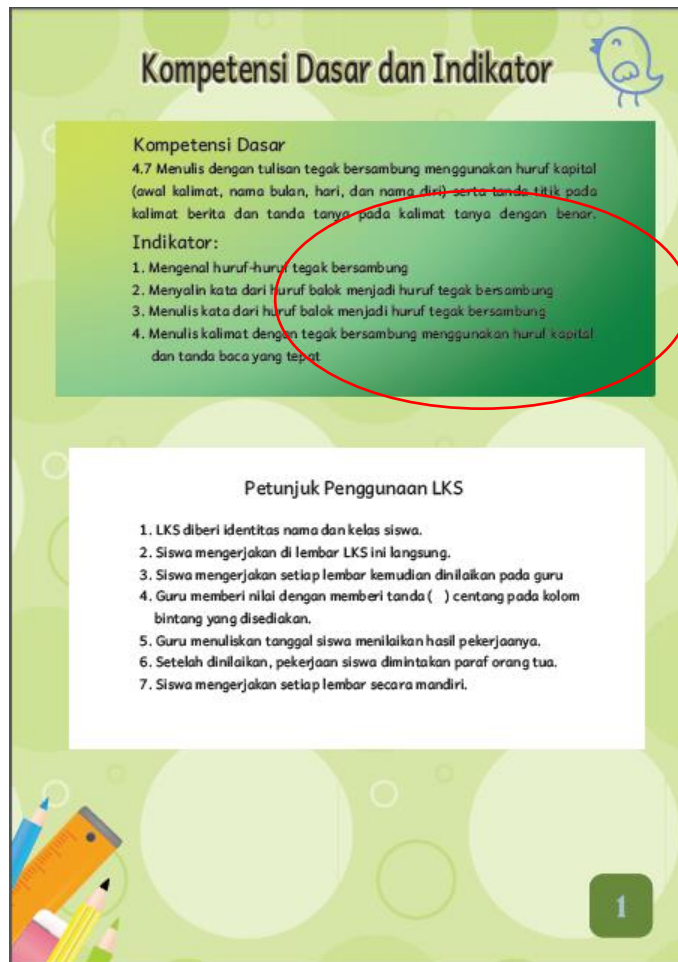 Kompetensi Dasar dan Indikator
Kompetensi Dasar
4.7 Menulis dengan tulisan tegak bersambung menggunakan huruf kapital
(awal kalimat, nama bulan, hari, dan nama diri) serta tanda titik pada
kalimat berita dan tanda tanya pada kalimat tanya dengan benar.
Indikator:
1. Mengenal huruf-huruf tegak bersambung
2. Menyalin kata dari huruf balok menjadi huruf tegak bersambung
3. Menulis kata dari huruf balok menjadi huruf tegak bersambung
4. Menulis kalimat dengan tegak bersambung menggunakan huruf kapital
dan tanda baca yang tepat
Petunjuk Penggunaan LKS
1. LKS diberi identitas nama dan kelas siswa.
2. Siswa mengerjakan di lembar LKS ini langsung.
3. Siswa mengerjakan setiap lembar kemudian dinilaikan pada guru
4. Guru memberi nilai dengan memberi tanda ( ) centang pada kolom
bintang yang disediakan.
5. Guru menuliskan tanggal siswa menilaikan hasil pekerjaanya.
6. Setelah dinilaikan, pekerjaan siswa dimintakan paraf orang tua.
7. Siswa mengerjakan setiap lembar secara mandiri.
1